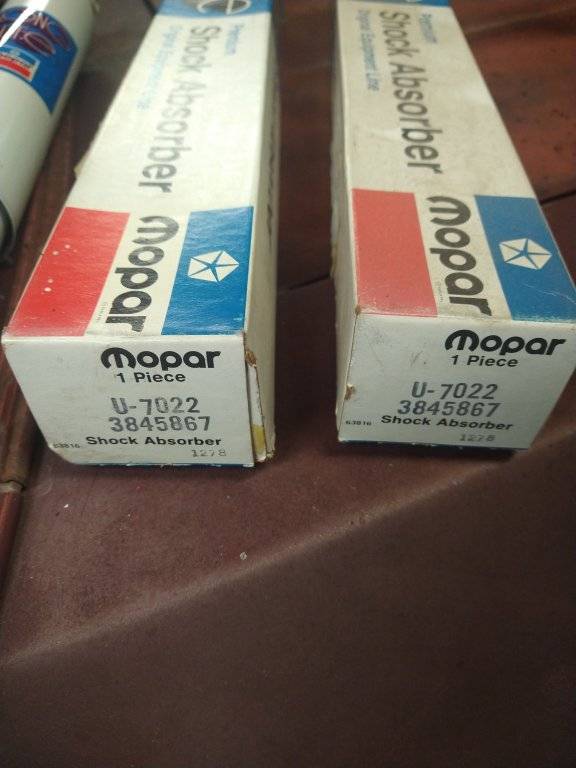 Premium
Shock Absorber
Original Equipment Line
Mopar
Mopar
1 Piece
U-7022
3845867
Shock Absorber
63816
1278
Premium
Shock Absorber
Original Equipment Line
Mopar
Mopar
1 Piece
U-7022
3845867
Shock Absorber
63816
1278